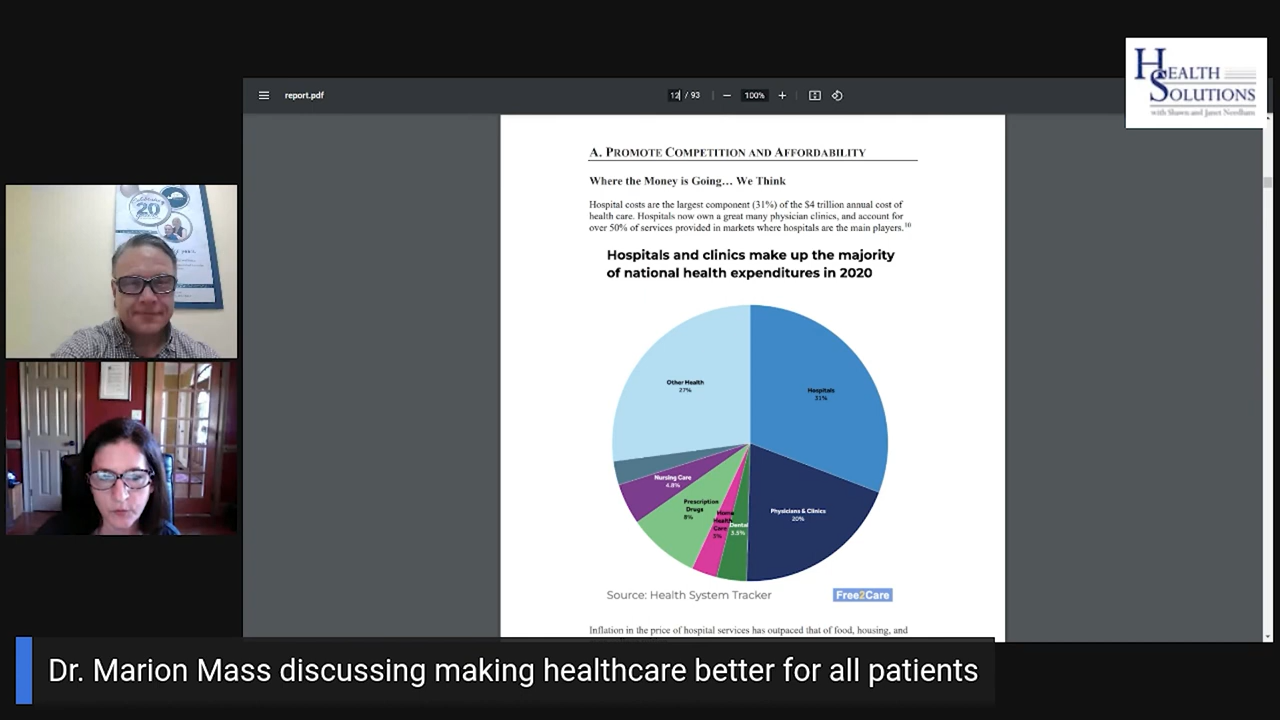 report.pdf
12 / 93
100%
HEALTH
SOLUTIONS
with Shawn and Janet Needham
20
A. PROMOTE COMPETITION AND AFFORDABILITY
Where the Money is Going… We Think
Hospital costs are the largest component (31%) of the $4 trillion annual cost of
health care. Hospitals now own a great many physician clinics, and account for
over 50% of services provided in markets where hospitals are the main players.¹⁰
Hospitals and clinics make up the majority
of national health expenditures in 2020
Other Health
27%
Hospitals
31%
Nursing Care
4.8%
Prescription
Drugs
8%
Home
Health
Care
3%
Dental
3.5%
Physicians & Clinics
20%
Source: Health System Tracker
Free2Care
Inflation in the price of hospital services has outpaced that of food, housing, and
Dr. Marion Mass discussing making healthcare better for all patients